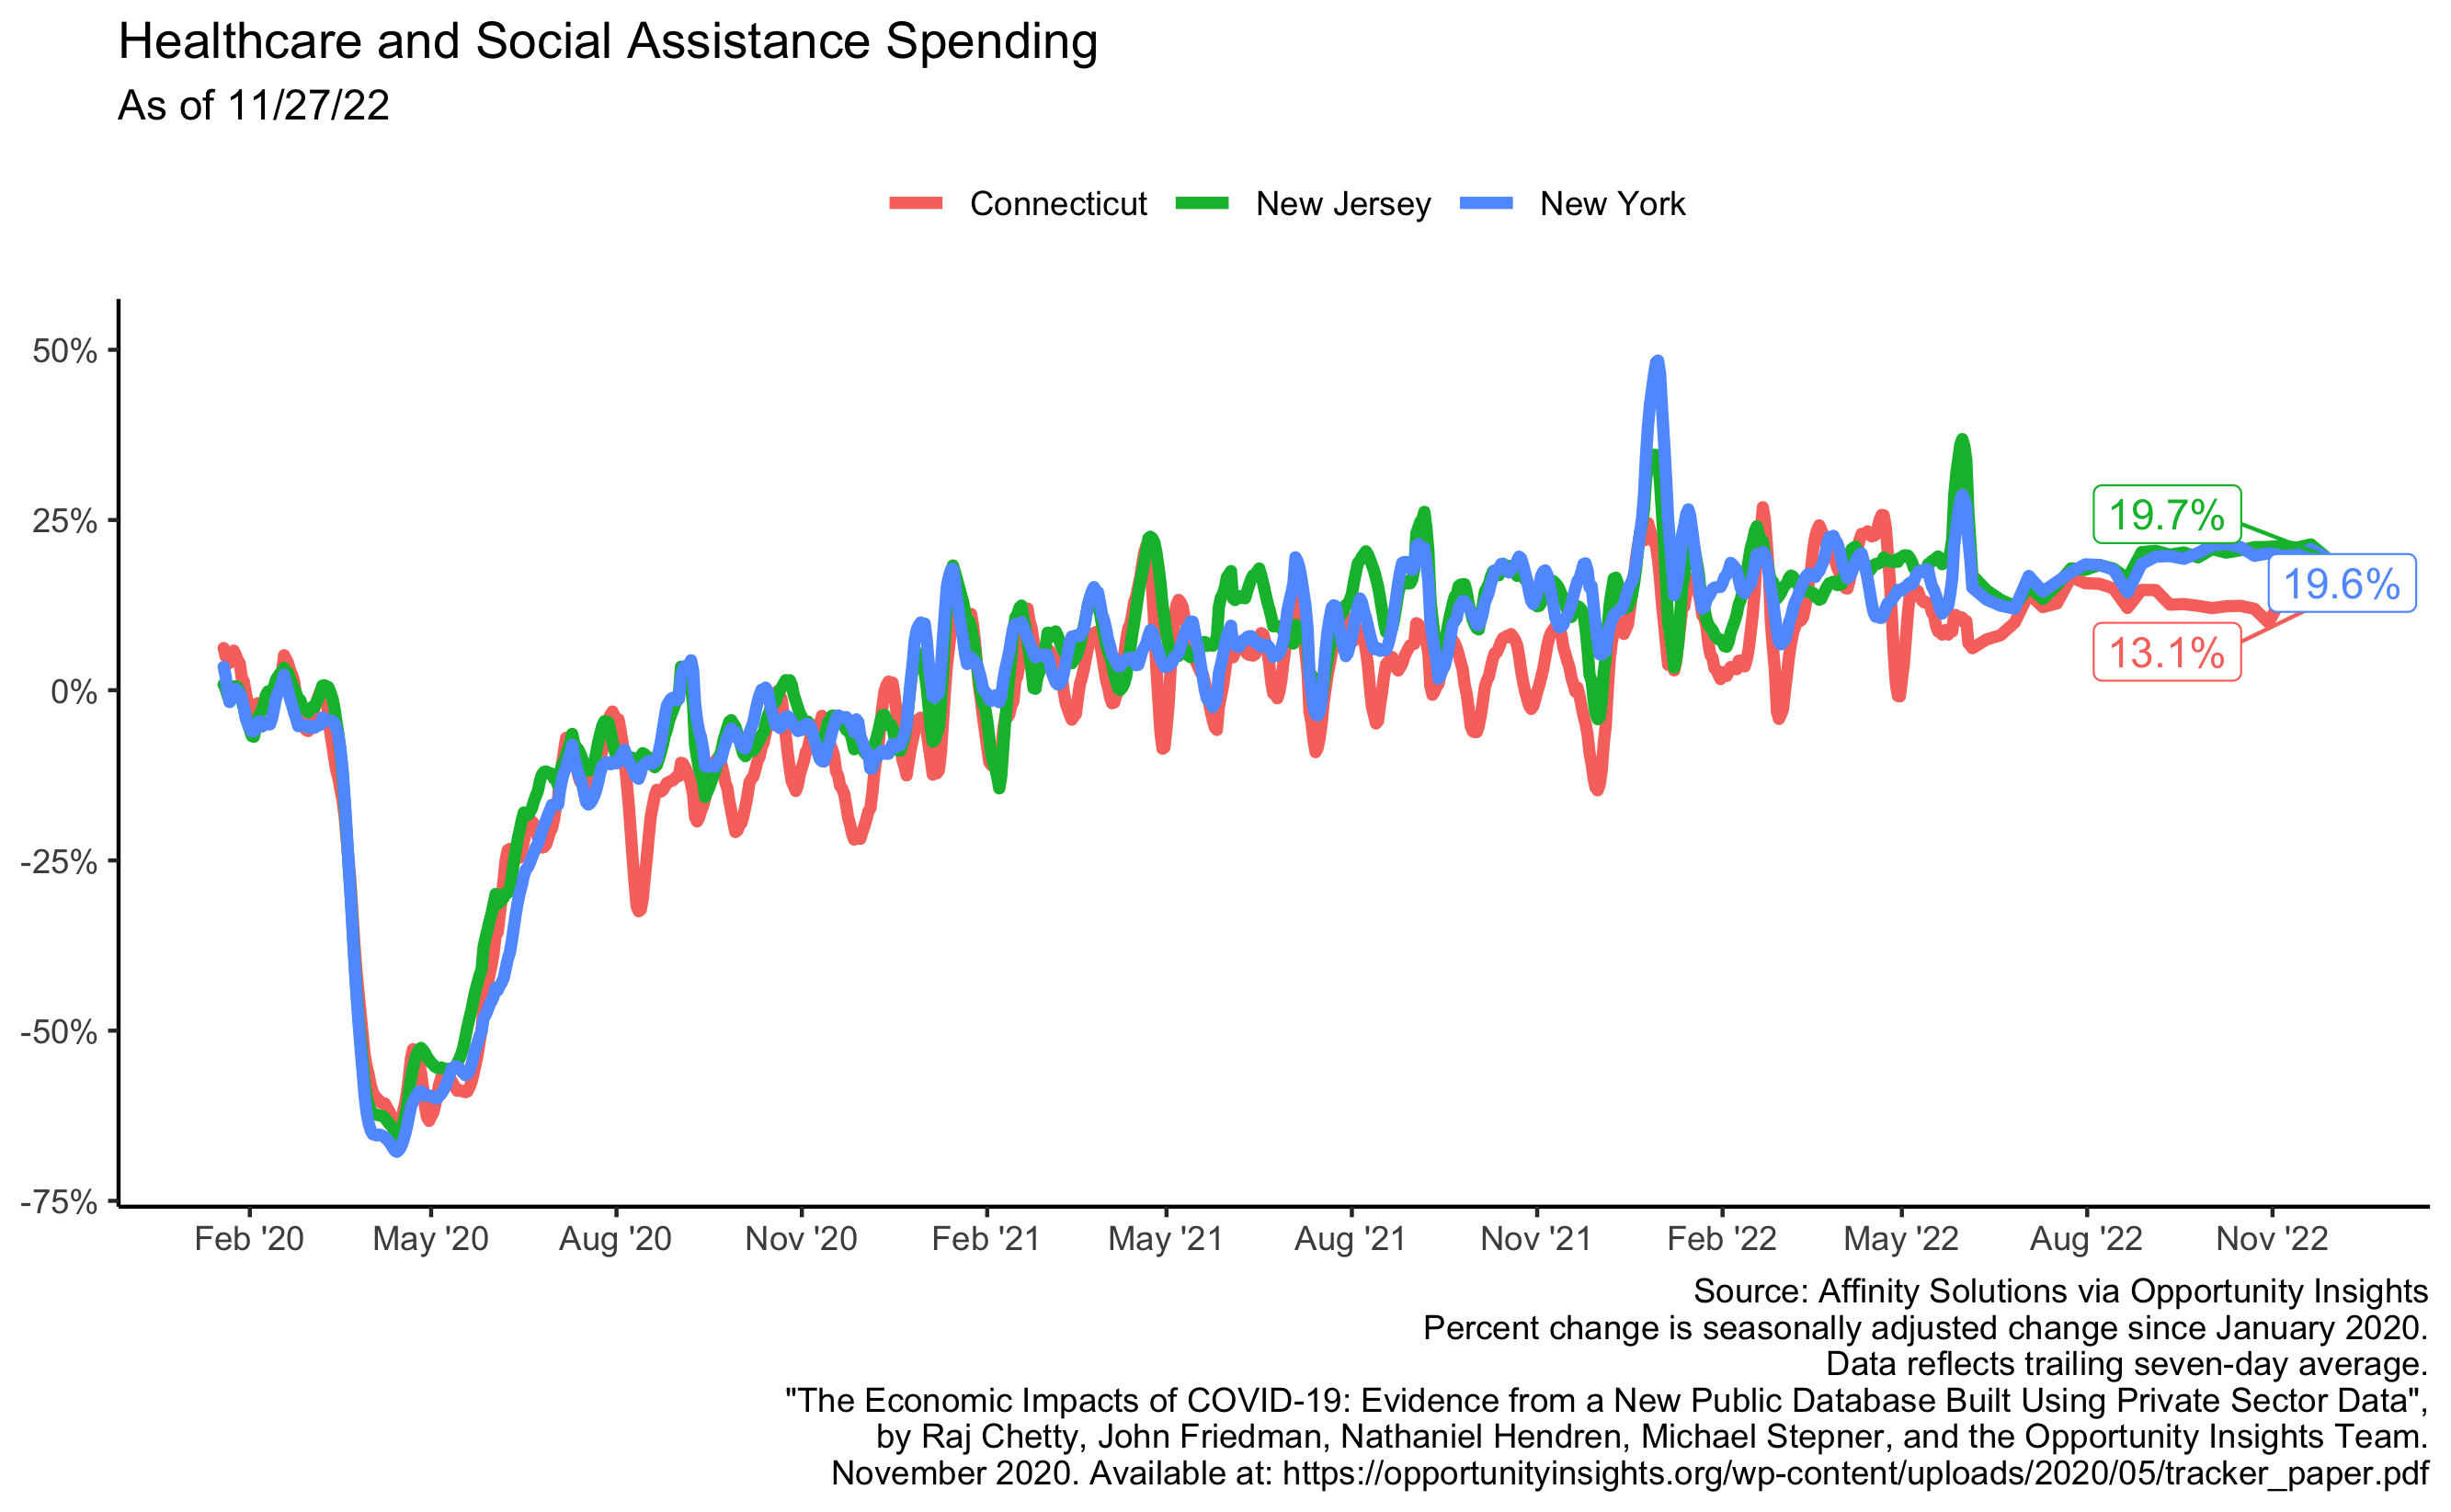 Healthcare and Social Assistance Spending
As of 11/27/22
Connecticut New Jersey New York
50%
25%
0%
-25%
-50%
-75%
19.7%
19.6%
13.1%
Feb '20 May '20 Aug '20 Nov '20 Feb '21 May '21 Aug '21 Nov '21 Feb '22 May '22 Aug '22 Nov '22
Source: Affinity Solutions via Opportunity Insights
Percent change is seasonally adjusted change since January 2020.
Data reflects trailing seven-day average.
"The Economic Impacts of COVID-19: Evidence from a New Public Database Built Using Private Sector Data",
by Raj Chetty, John Friedman, Nathaniel Hendren, Michael Stepner, and the Opportunity Insights Team.
November 2020. Available at: https://opportunityinsights.org/wp-content/uploads/2020/05/tracker_paper.pdf